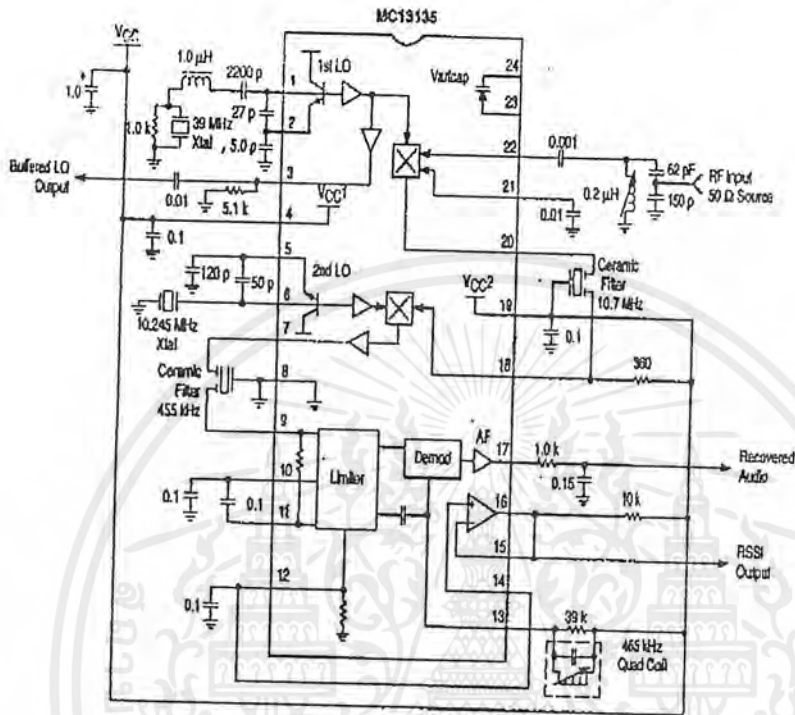 MC13135
VCC
1.0 µH
2200 p
1
1st LO
+
1.0
1.0 k
39 MHz
Xtal
27 p
2
, 5.0 p
Varicap
24
23
22
0.001
62 pF
RF Input
50 Ω Source
0.2 µH
150 p
21
0.01
Buffered LO
Output
3
0.01
5.1 k
VCC1
4
0.1
20
5
120 p
50 p
2nd LO
Ceramic
Filter
10.7 MHz
VCC2
6
19
10.245 MHz
Xtal
7
0.1
18
360
Ceramic
Filter
455 kHz
8
9
AF
17
1.0 k
Recovered
Audio
Limiter
Demod
0.15
10
16
10 k
0.1
0.1
11
15
RSSI
Output
12
14
0.1
13
39 k
455 kHz
Quad Coil